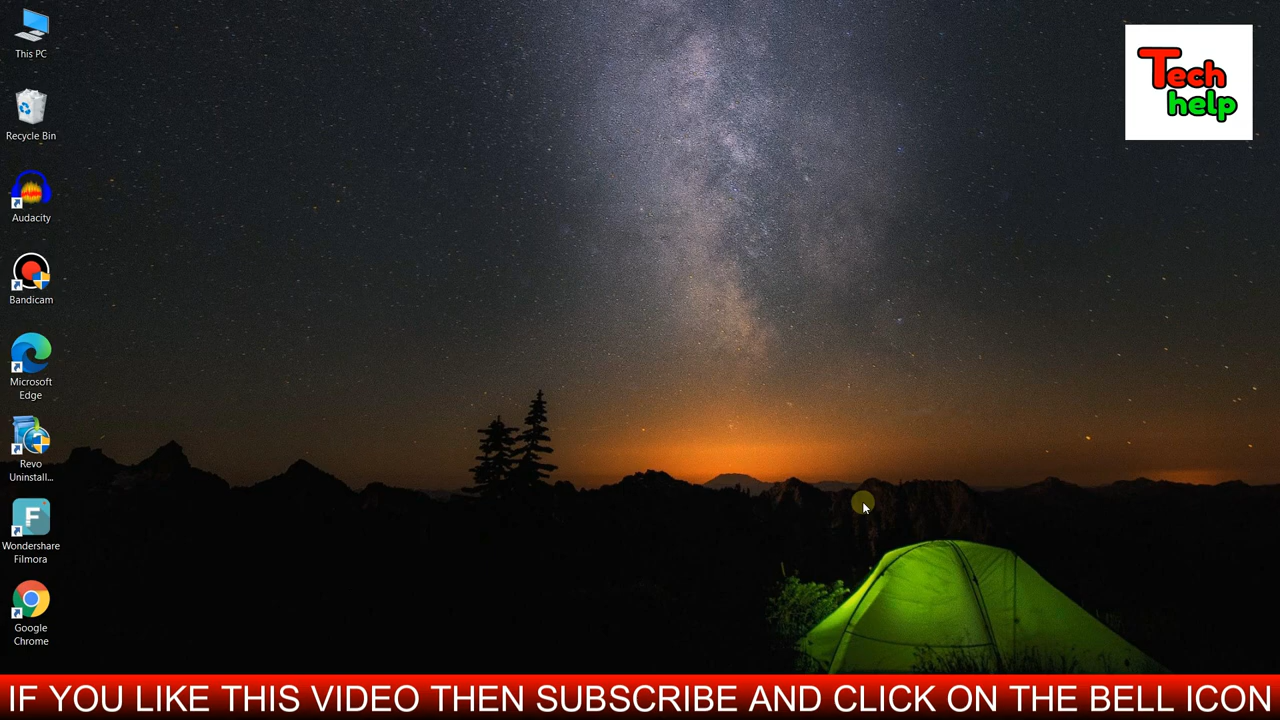 This PC
Recycle Bin
Audacity
Bandicam
Microsoft
Edge
Revo
Uninstall...
Wondershare
Filmora
Google
Chrome
Tech
help
IF YOU LIKE THIS VIDEO THEN SUBSCRIBE AND CLICK ON THE BELL ICON